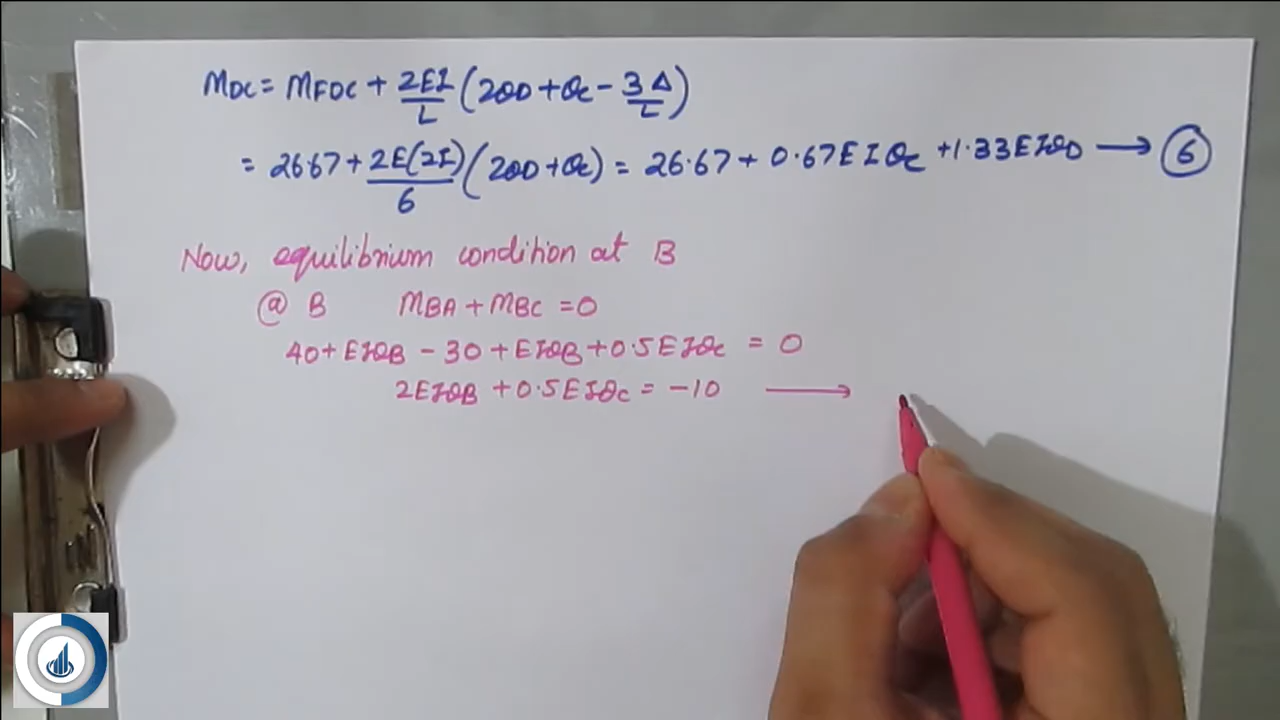 MDC = MFDC + 2EI/L (2θD + θC − 3Δ/L)
= 26.67 + 2E(2I)/6 (2θD + θC) = 26.67 + 0.67EIθC + 1.33EIθD ⟶ ⑥
Now, equilibrium condition at B
@ B MBA + MBC = 0
40 + EIθB − 30 + EIθB + 0.5EIθC = 0
2EIθB + 0.5EIθC = −10 ⟶